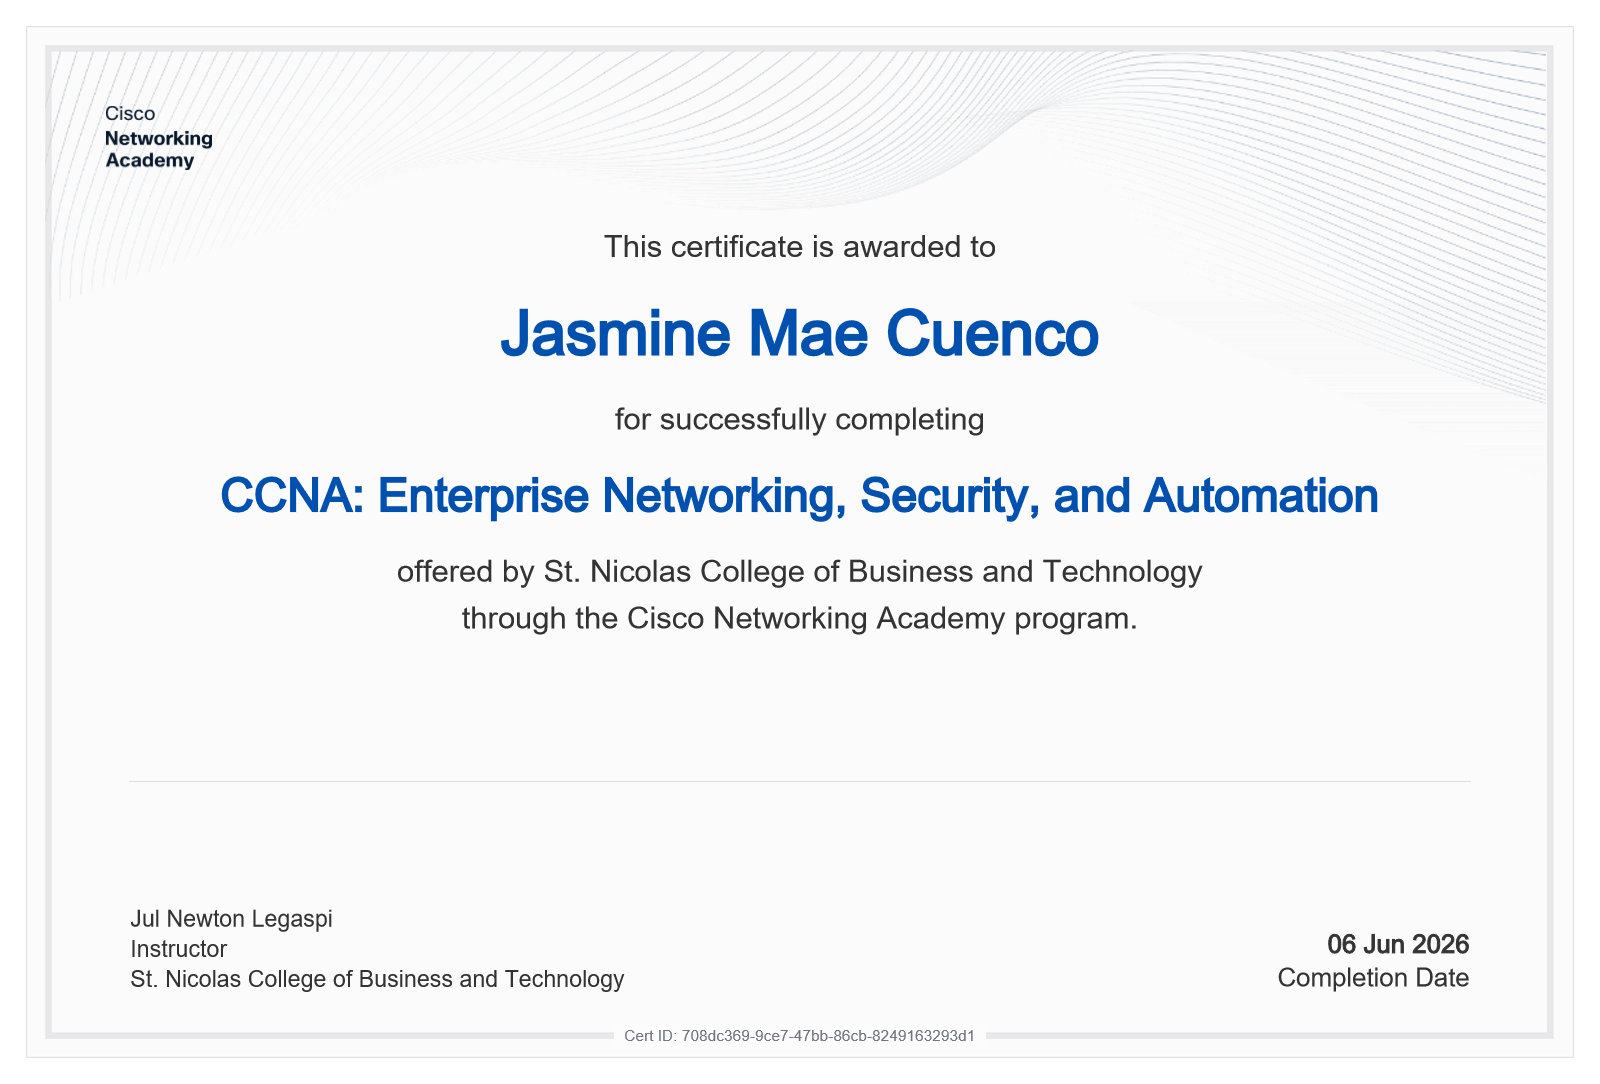 Cisco
Networking
Academy
This certificate is awarded to
Jasmine Mae Cuenco
for successfully completing
CCNA: Enterprise Networking, Security, and Automation
offered by St. Nicolas College of Business and Technology
through the Cisco Networking Academy program.
Jul Newton Legaspi
Instructor
St. Nicolas College of Business and Technology
06 Jun 2026
Completion Date
Cert ID: 708dc369-9ce7-47bb-86cb-8249163293d1